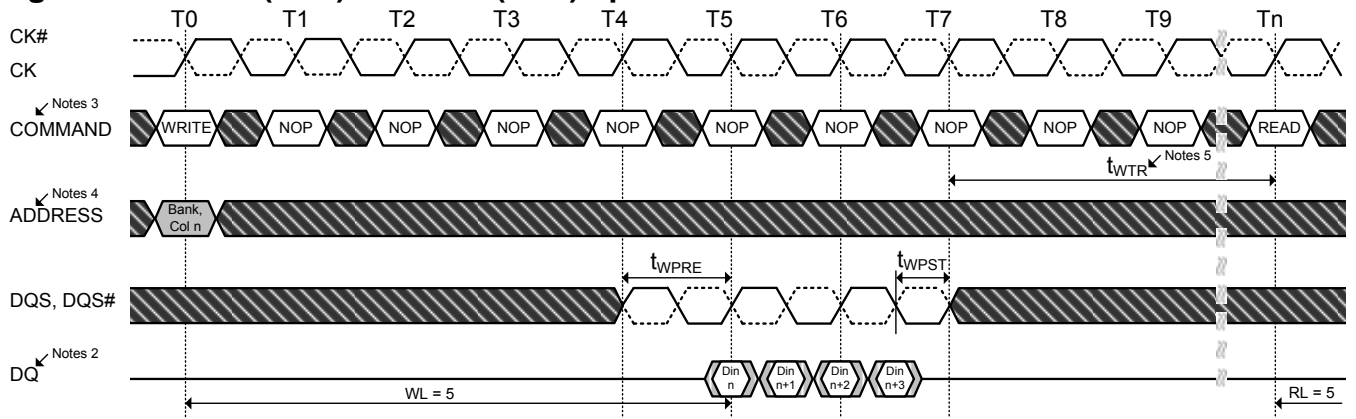 T0 T1 T2 T3 T4 T5 T6 T7 T8 T9 Tn
CK#
CK
Notes 3
COMMAND
WRITE NOP NOP NOP NOP NOP NOP NOP NOP NOP READ
tWTR Notes 5
Notes 4
ADDRESS
Bank,
Col n
tWPRE tWPST
DQS, DQS#
Notes 2
DQ
Din Din Din Din
n n+1 n+2 n+3
WL = 5 RL = 5